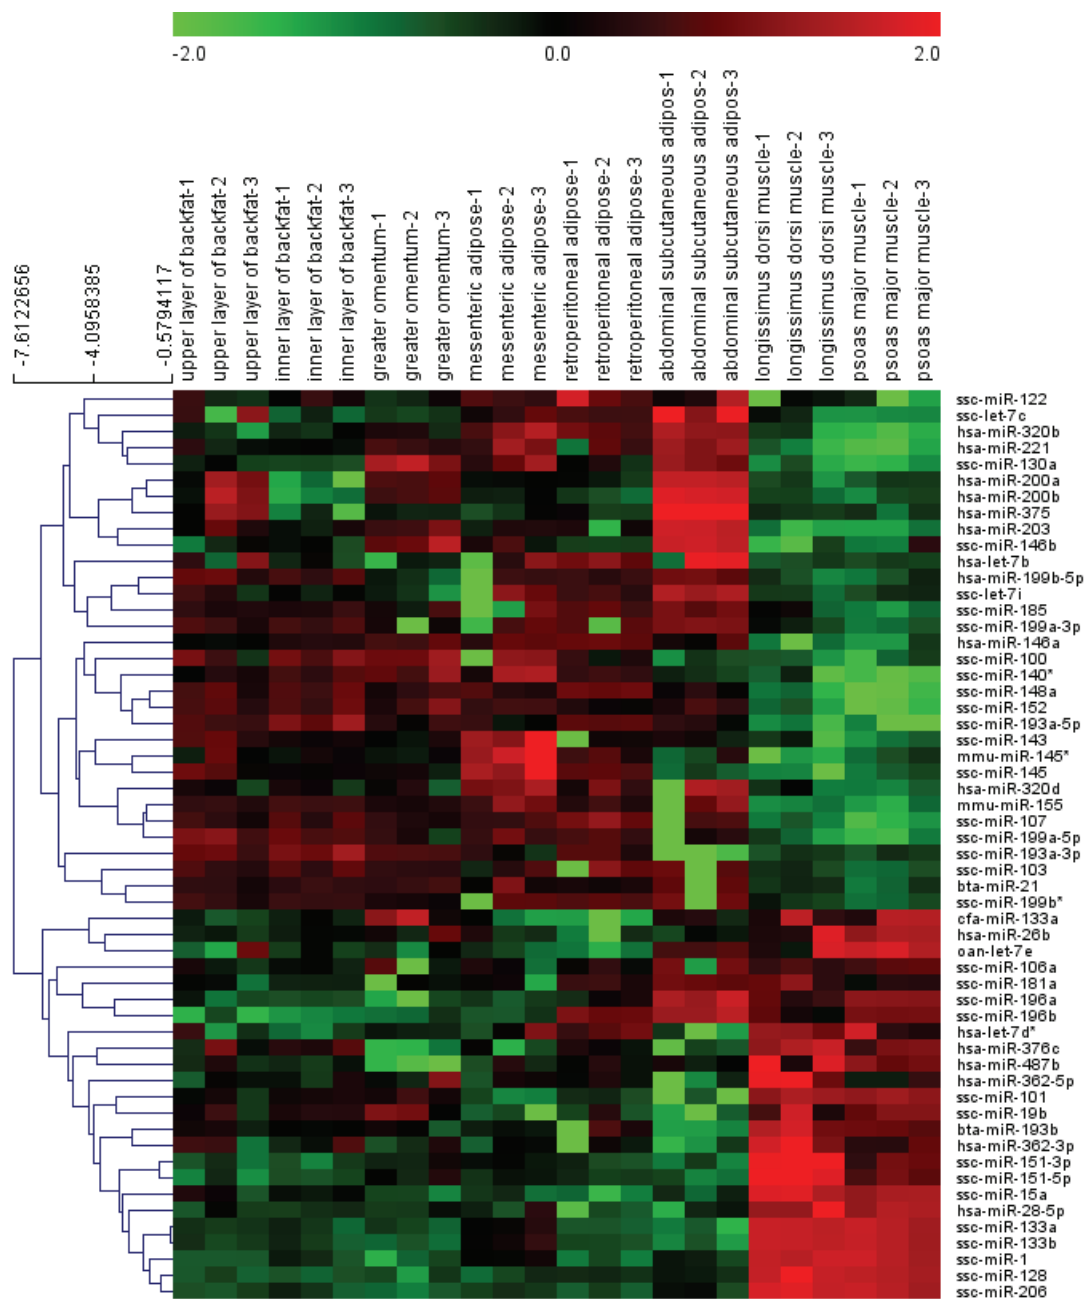 -2.0
0.0
2.0
-7.6122656
-4.0958385
-0.5794117
upper layer of backfat-1
upper layer of backfat-2
upper layer of backfat-3
inner layer of backfat-1
inner layer of backfat-2
inner layer of backfat-3
greater omentum-1
greater omentum-2
greater omentum-3
mesenteric adipose-1
mesenteric adipose-2
mesenteric adipose-3
retroperitoneal adipose-1
retroperitoneal adipose-2
retroperitoneal adipose-3
abdominal subcutaneous adipos-1
abdominal subcutaneous adipos-2
abdominal subcutaneous adipos-3
longissimus dorsi muscle-1
longissimus dorsi muscle-2
longissimus dorsi muscle-3
psoas major muscle-1
psoas major muscle-2
psoas major muscle-3
ssc-miR-122
ssc-let-7c
hsa-miR-320b
hsa-miR-221
ssc-miR-130a
hsa-miR-200a
hsa-miR-200b
hsa-miR-375
hsa-miR-203
ssc-miR-146b
hsa-let-7b
hsa-miR-199b-5p
ssc-let-7i
ssc-miR-185
ssc-miR-199a-3p
hsa-miR-146a
ssc-miR-100
ssc-miR-140*
ssc-miR-148a
ssc-miR-152
ssc-miR-193a-5p
ssc-miR-143
mmu-miR-145*
ssc-miR-145
hsa-miR-320d
mmu-miR-155
ssc-miR-107
ssc-miR-199a-5p
ssc-miR-193a-3p
ssc-miR-103
bta-miR-21
ssc-miR-199b*
cfa-miR-133a
hsa-miR-26b
oan-let-7e
ssc-miR-106a
ssc-miR-181a
ssc-miR-196a
ssc-miR-196b
hsa-let-7d*
hsa-miR-376c
hsa-miR-487b
hsa-miR-362-5p
ssc-miR-101
ssc-miR-19b
bta-miR-193b
hsa-miR-362-3p
ssc-miR-151-3p
ssc-miR-151-5p
ssc-miR-15a
hsa-miR-28-5p
ssc-miR-133a
ssc-miR-133b
ssc-miR-1
ssc-miR-128
ssc-miR-206